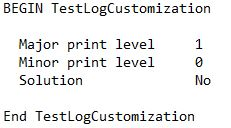 BEGIN TestLogCustomization
Major print level 1
Minor print level 0
Solution No
End TestLogCustomization